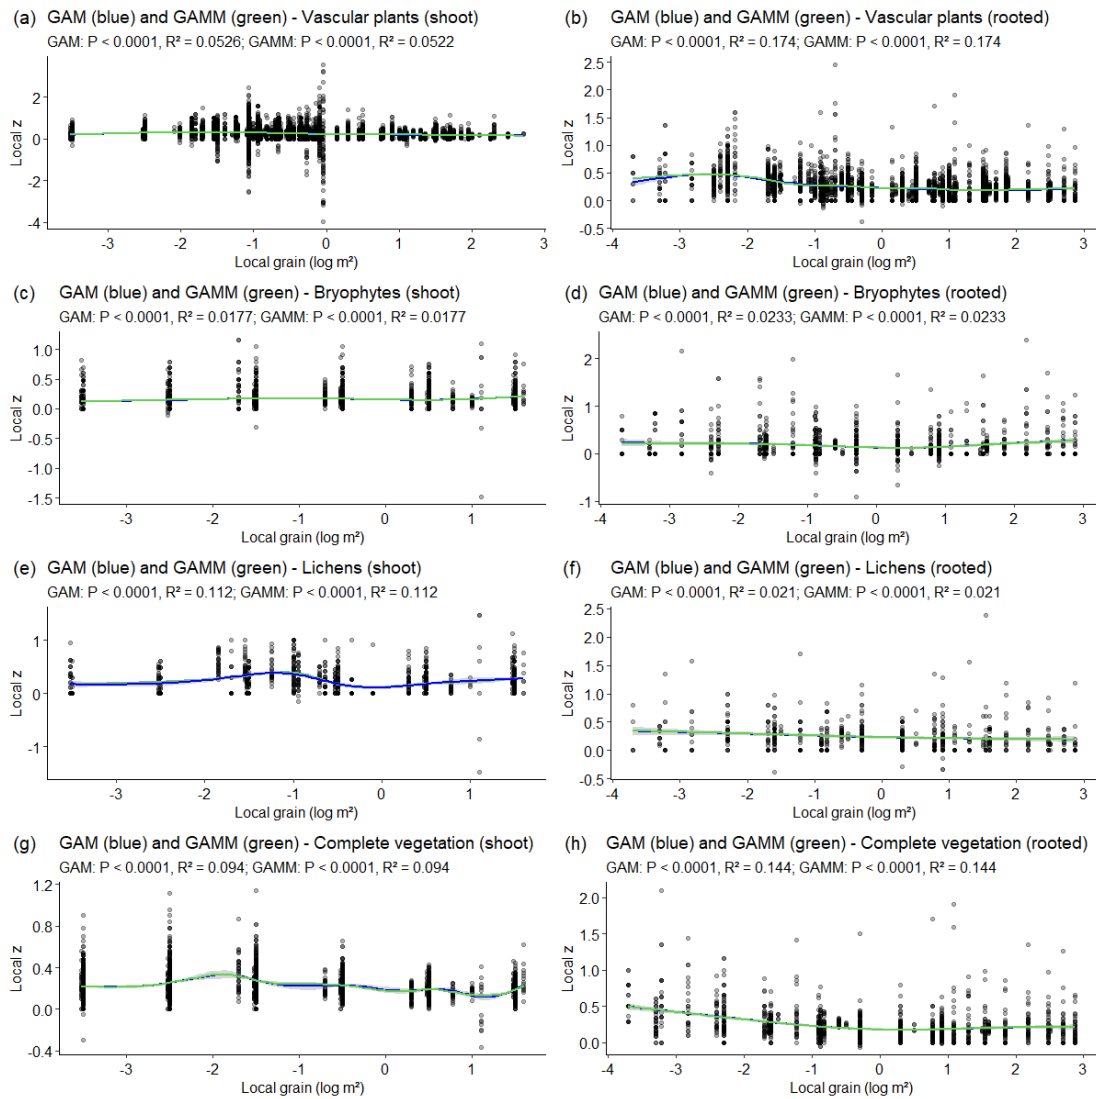 (a) GAM (blue) and GAMM (green) - Vascular plants (shoot)
GAM: P < 0.0001, R² = 0.0526; GAMM: P < 0.0001, R² = 0.0522
Local z
2
0
-2
-4
-3
-2
-1
0
1
2
3
Local grain (log m²)
(b) GAM (blue) and GAMM (green) - Vascular plants (rooted)
GAM: P < 0.0001, R² = 0.174; GAMM: P < 0.0001, R² = 0.174
Local z
2.5
2.0
1.5
1.0
0.5
0.0
-0.5
-4
-3
-2
-1
0
1
2
3
Local grain (log m²)
(c) GAM (blue) and GAMM (green) - Bryophytes (shoot)
GAM: P < 0.0001, R² = 0.0177; GAMM: P < 0.0001, R² = 0.0177
Local z
1.0
0.5
0.0
-0.5
-1.0
-1.5
-3
-2
-1
0
1
Local grain (log m²)
(d) GAM (blue) and GAMM (green) - Bryophytes (rooted)
GAM: P < 0.0001, R² = 0.0233; GAMM: P < 0.0001, R² = 0.0233
Local z
2
1
0
-1
-4
-3
-2
-1
0
1
2
3
Local grain (log m²)
(e) GAM (blue) and GAMM (green) - Lichens (shoot)
GAM: P < 0.0001, R² = 0.112; GAMM: P < 0.0001, R² = 0.112
Local z
1
0
-1
-3
-2
-1
0
1
Local grain (log m²)
(f) GAM (blue) and GAMM (green) - Lichens (rooted)
GAM: P < 0.0001, R² = 0.021; GAMM: P < 0.0001, R² = 0.021
Local z
2.5
2.0
1.5
1.0
0.5
0.0
-0.5
-4
-3
-2
-1
0
1
2
3
Local grain (log m²)
(g) GAM (blue) and GAMM (green) - Complete vegetation (shoot)
GAM: P < 0.0001, R² = 0.094; GAMM: P < 0.0001, R² = 0.094
Local z
1.2
0.8
0.4
0.0
-0.4
-3
-2
-1
0
1
Local grain (log m²)
(h) GAM (blue) and GAMM (green) - Complete vegetation (rooted)
GAM: P < 0.0001, R² = 0.144; GAMM: P < 0.0001, R² = 0.144
Local z
2.0
1.5
1.0
0.5
0.0
-4
-3
-2
-1
0
1
2
3
Local grain (log m²)